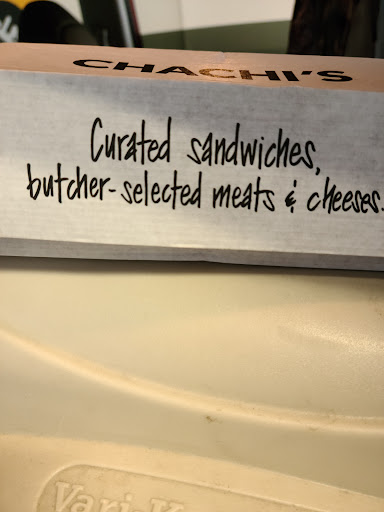 CHACHI'S
Curated sandwiches,
butcher-selected meats & cheeses.